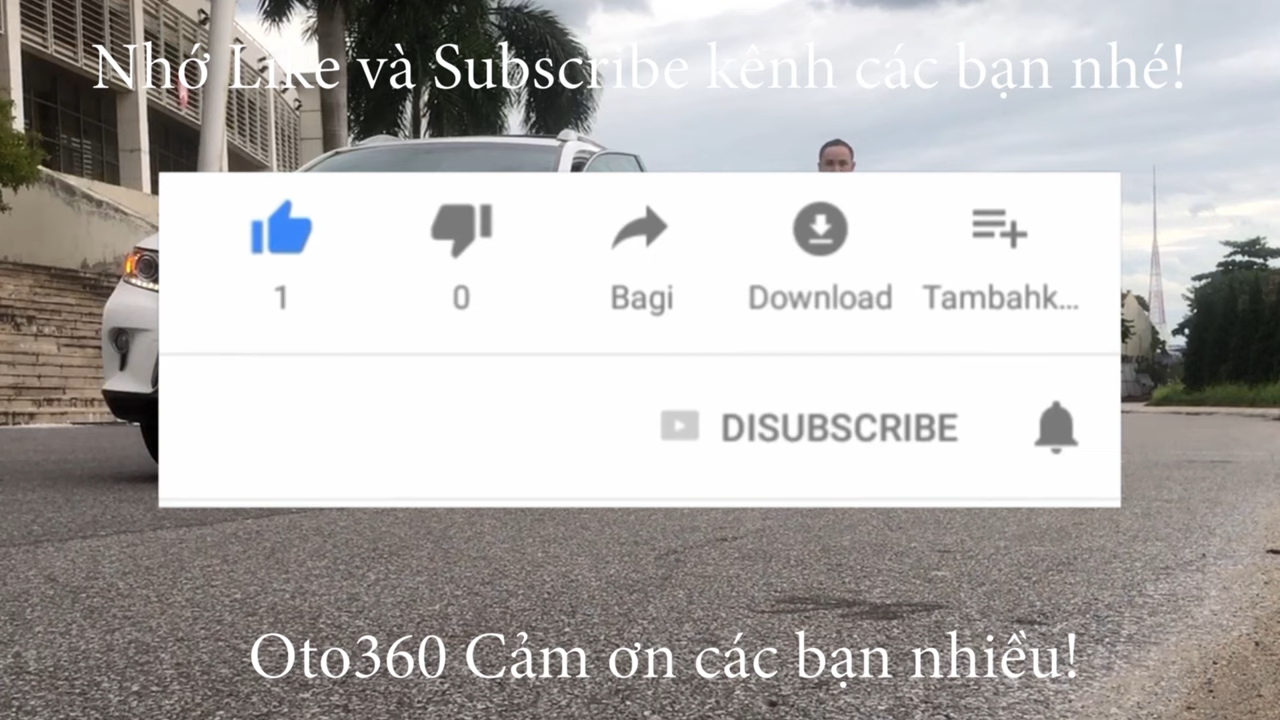 Nhớ Like và Subscribe kênh các bạn nhé!
1 0 Bagi Download Tambahk...
DISUBSCRIBE
Oto360 Cảm ơn các bạn nhiều!